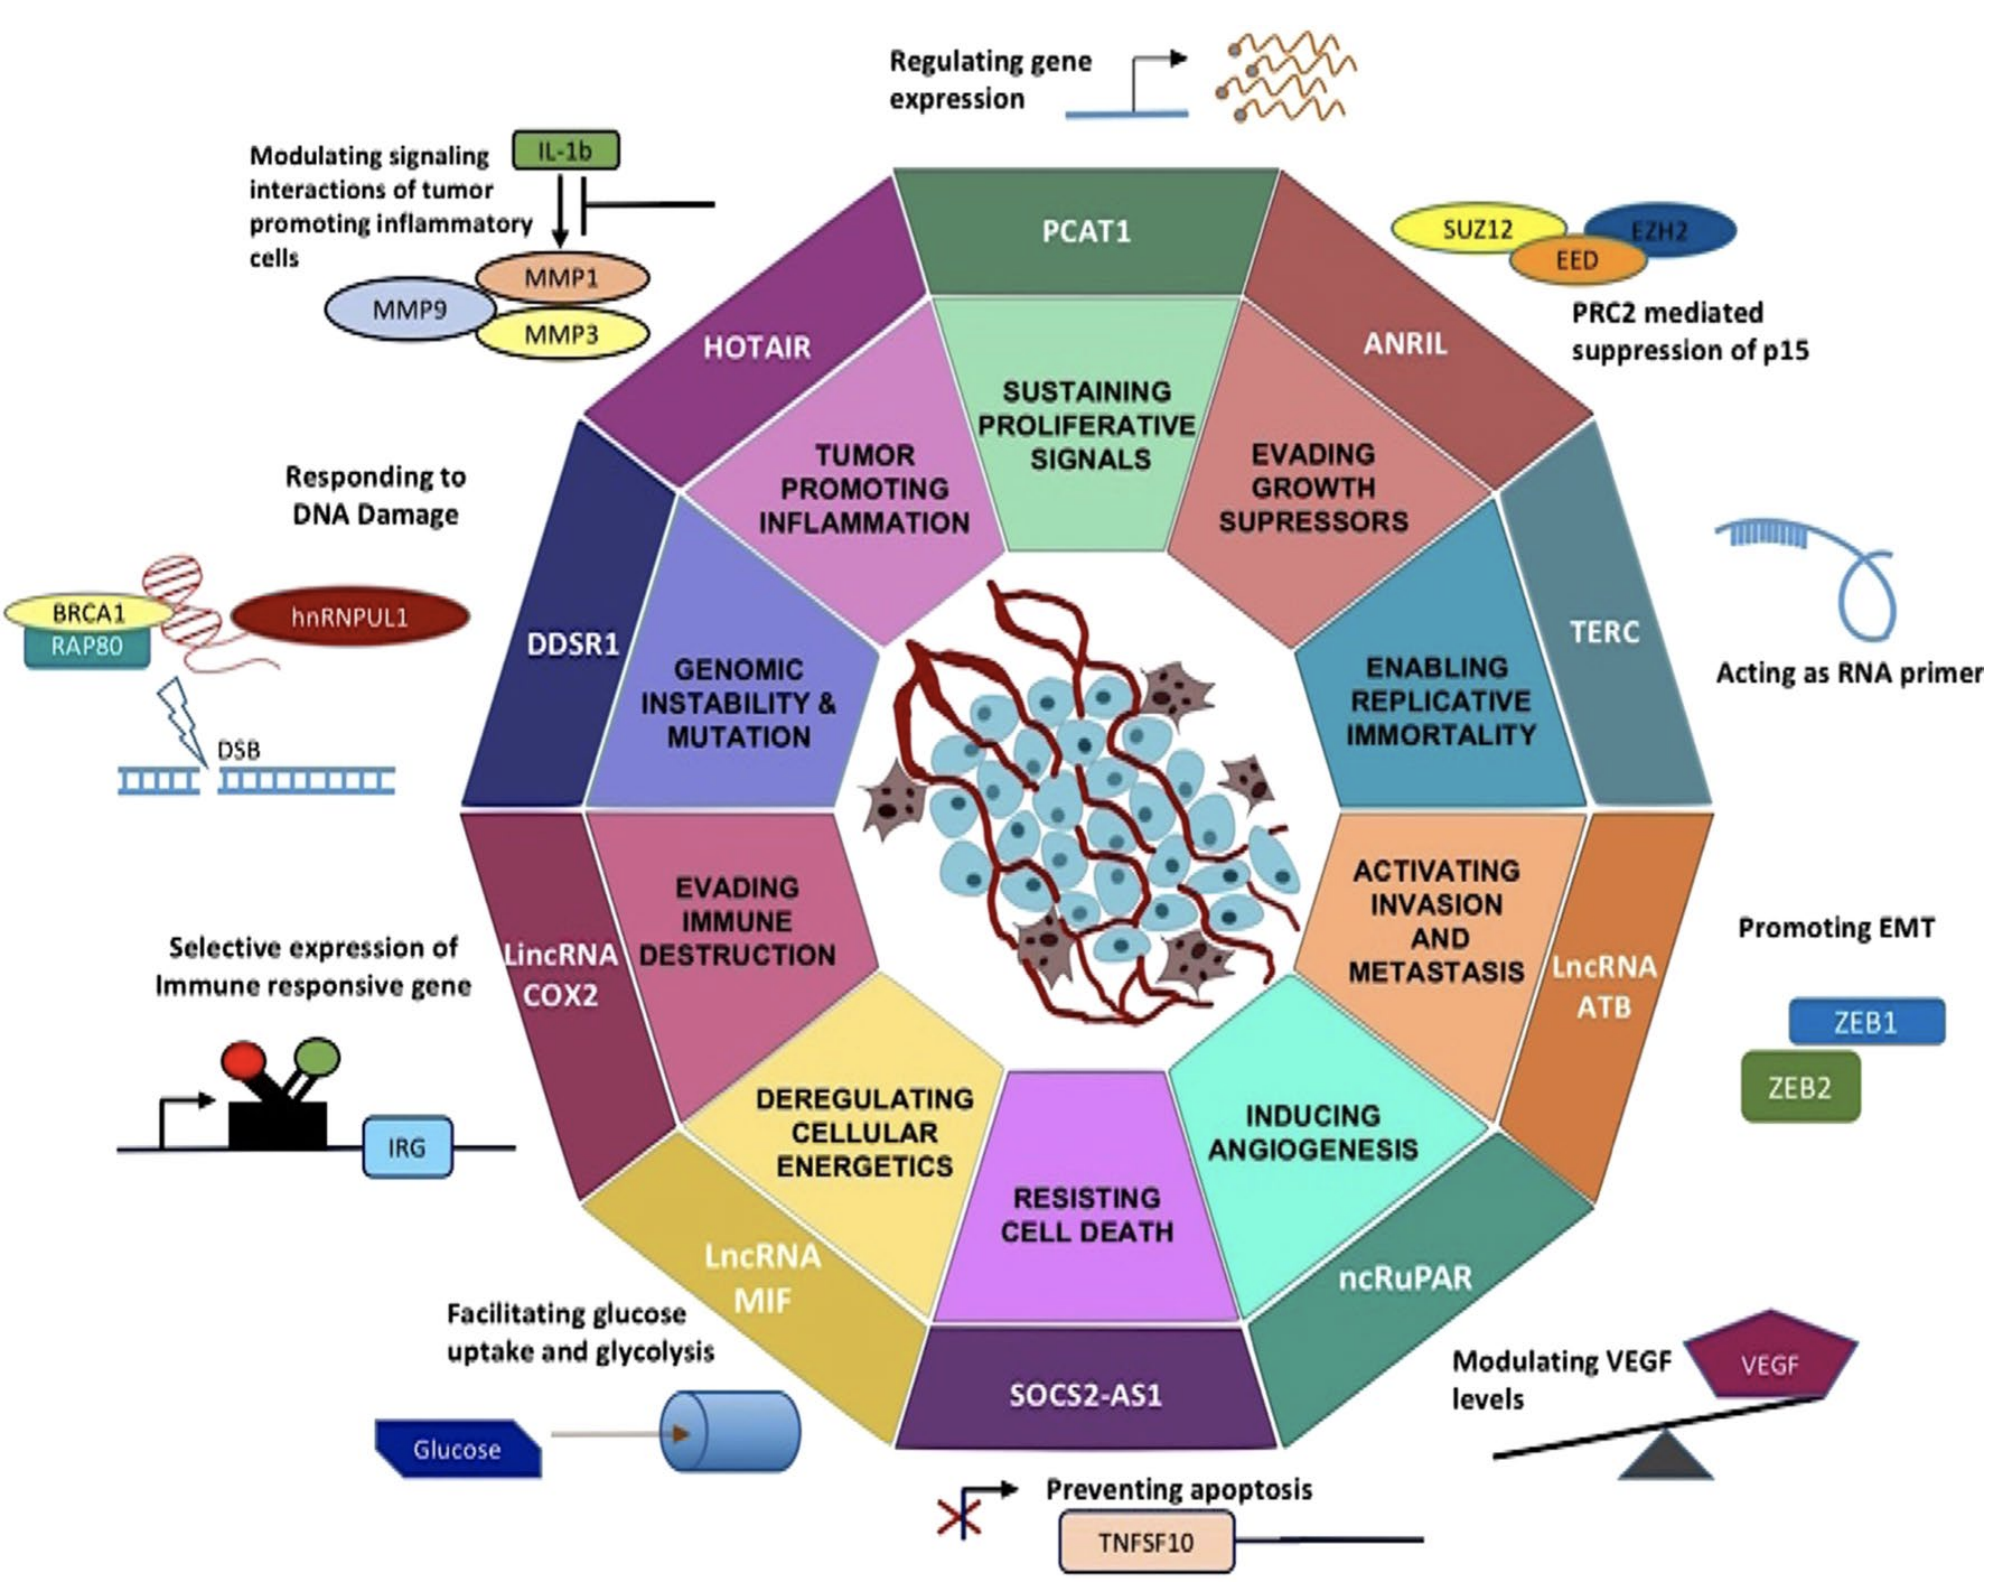 Regulating gene
expression
Modulating signaling
interactions of tumor
promoting inflammatory
cells
IL-1b
MMP1
MMP9
MMP3
PCAT1
SUZ12
EZH2
EED
PRC2 mediated
suppression of p15
HOTAIR
ANRIL
SUSTAINING
PROLIFERATIVE
SIGNALS
TUMOR
PROMOTING
INFLAMMATION
EVADING
GROWTH
SUPRESSORS
Responding to
DNA Damage
BRCA1
RAP80
hnRNPUL1
DSB
DDSR1
GENOMIC
INSTABILITY &
MUTATION
ENABLING
REPLICATIVE
IMMORTALITY
TERC
Acting as RNA primer
EVADING
IMMUNE
DESTRUCTION
LincRNA
COX2
ACTIVATING
INVASION
AND
METASTASIS
LncRNA
ATB
Promoting EMT
ZEB1
ZEB2
Selective expression of
Immune responsive gene
IRG
DEREGULATING
CELLULAR
ENERGETICS
INDUCING
ANGIOGENESIS
RESISTING
CELL DEATH
LncRNA
MIF
ncRuPAR
Facilitating glucose
uptake and glycolysis
Glucose
SOCS2-AS1
Modulating VEGF
levels
VEGF
Preventing apoptosis
TNFSF10